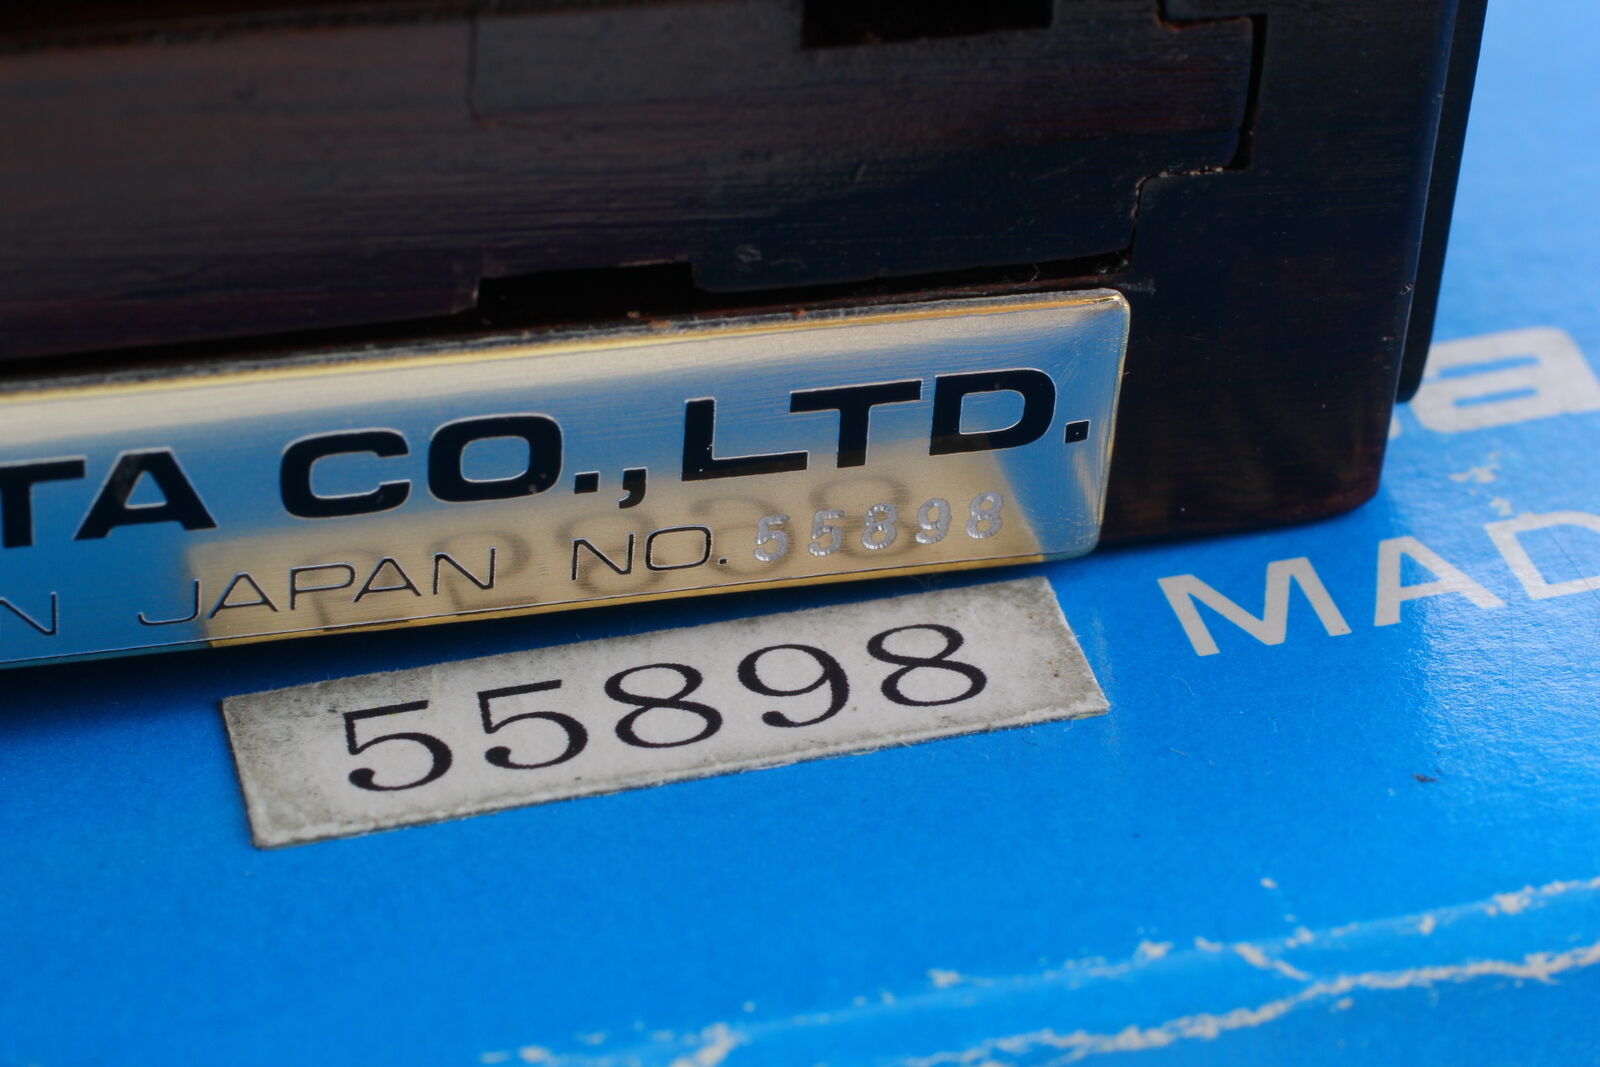 TA CO., LTD.
N JAPAN NO. 55898
55898
a
MAD